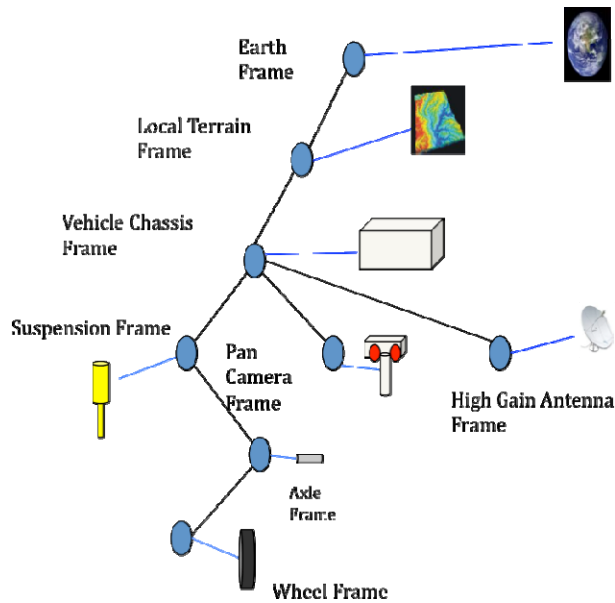 Earth
Frame
Local Terrain
Frame
Vehicle Chassis
Frame
Suspension Frame
Pan
Camera
Frame
High Gain Antenna
Frame
Axle
Frame
Wheel Frame